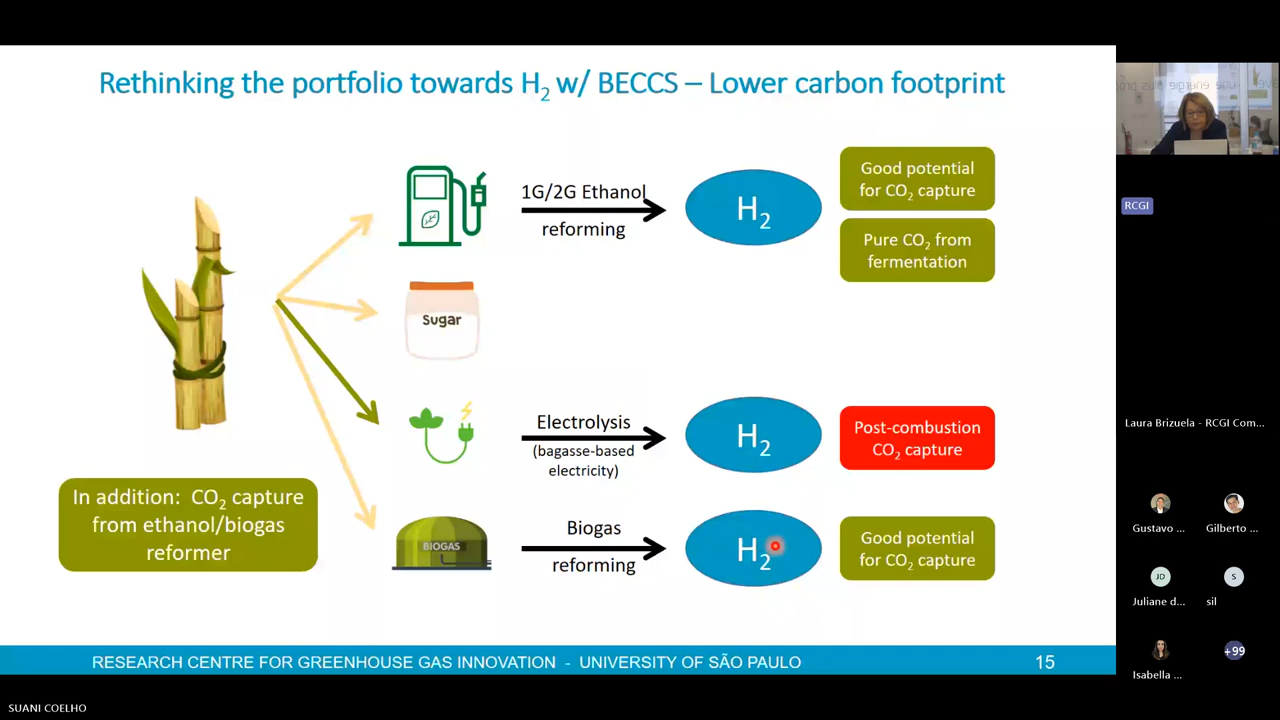 Rethinking the portfolio towards H2 w/ BECCS – Lower carbon footprint
1G/2G Ethanol
reforming
H2
Good potential
for CO2 capture
Pure CO2 from
fermentation
Sugar
Electrolysis
(bagasse-based
electricity)
H2
Post-combustion
CO2 capture
In addition: CO2 capture
from ethanol/biogas
reformer
BIOGAS
Biogas
reforming
H2
Good potential
for CO2 capture
RESEARCH CENTRE FOR GREENHOUSE GAS INNOVATION - UNIVERSITY OF SÃO PAULO
15
SUANI COELHO
RCGI
Laura Brizuela - RCGI Com...
Gustavo ...
Gilberto ...
JD
Juliane d...
S
sil
Isabella ...
+99